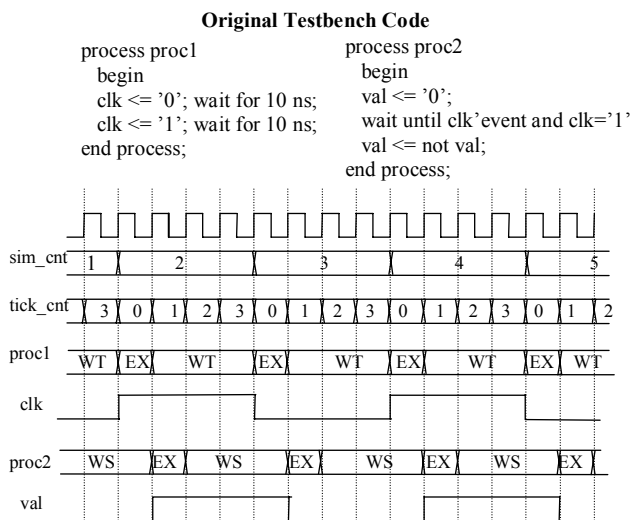 Original Testbench Code
process proc1
begin
clk <= ’0’; wait for 10 ns;
clk <= ’1’; wait for 10 ns;
end process;
process proc2
begin
val <= ’0’;
wait until clk’event and clk=’1’
val <= not val;
end process;
sim_cnt 1 2 3 4 5
tick_cnt 3 0 1 2 3 0 1 2 3 0 1 2 3 0 1 2
proc1 WT EX WT EX WT EX WT EX WT
clk
proc2 WS EX WS EX WS EX WS EX
val